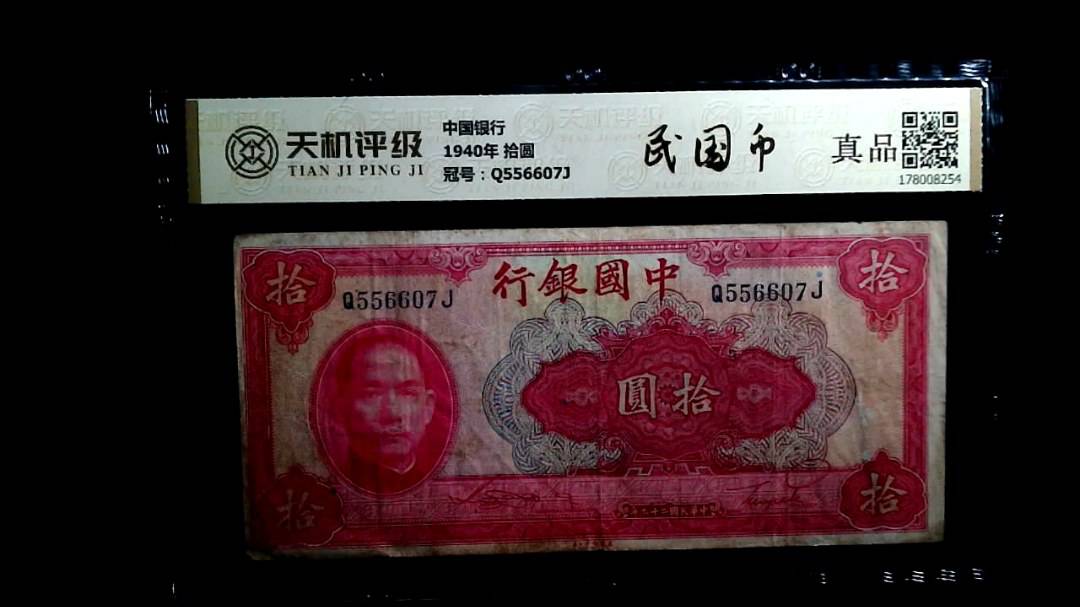 天机评级
TIAN JI PING JI
中国银行
1940年 拾圆
冠号：Q556607J
民国币
真品
178008254
行銀國中
拾
拾
Q556607J
Q556607J
圓拾
拾
拾